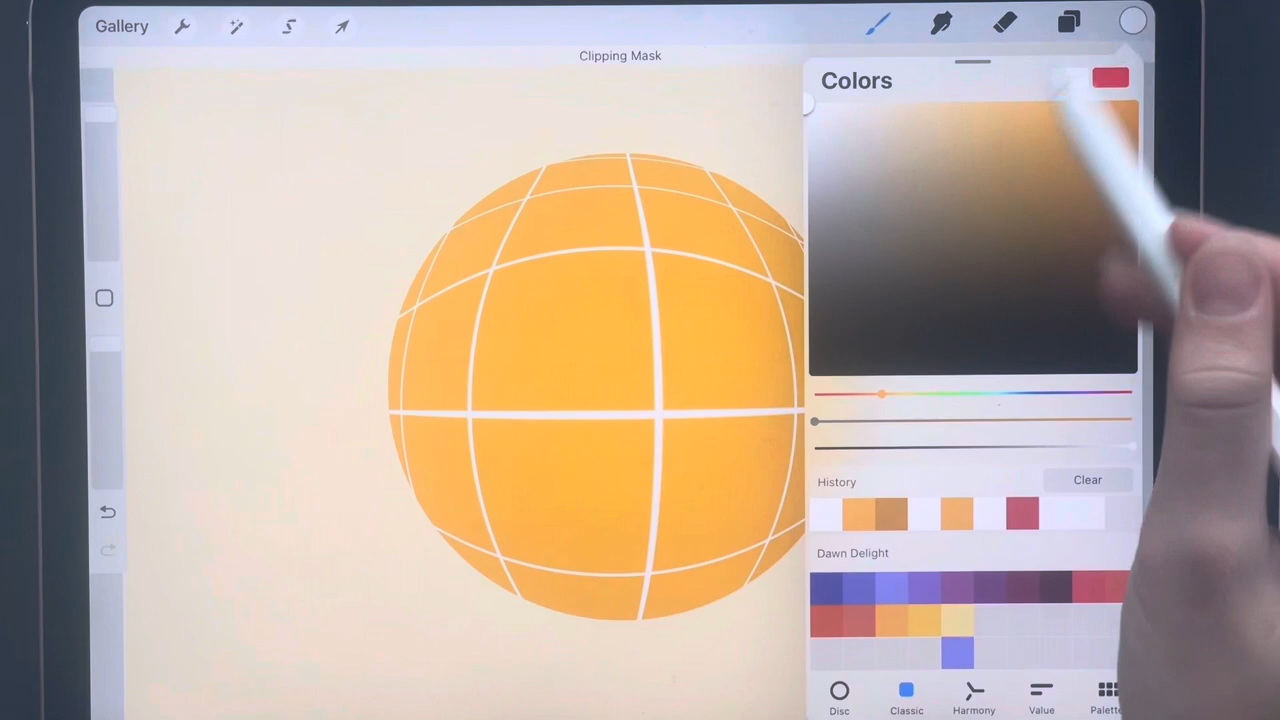 Gallery
Clipping Mask
Colors
History
Clear
Dawn Delight
Disc
Classic
Harmony
Value